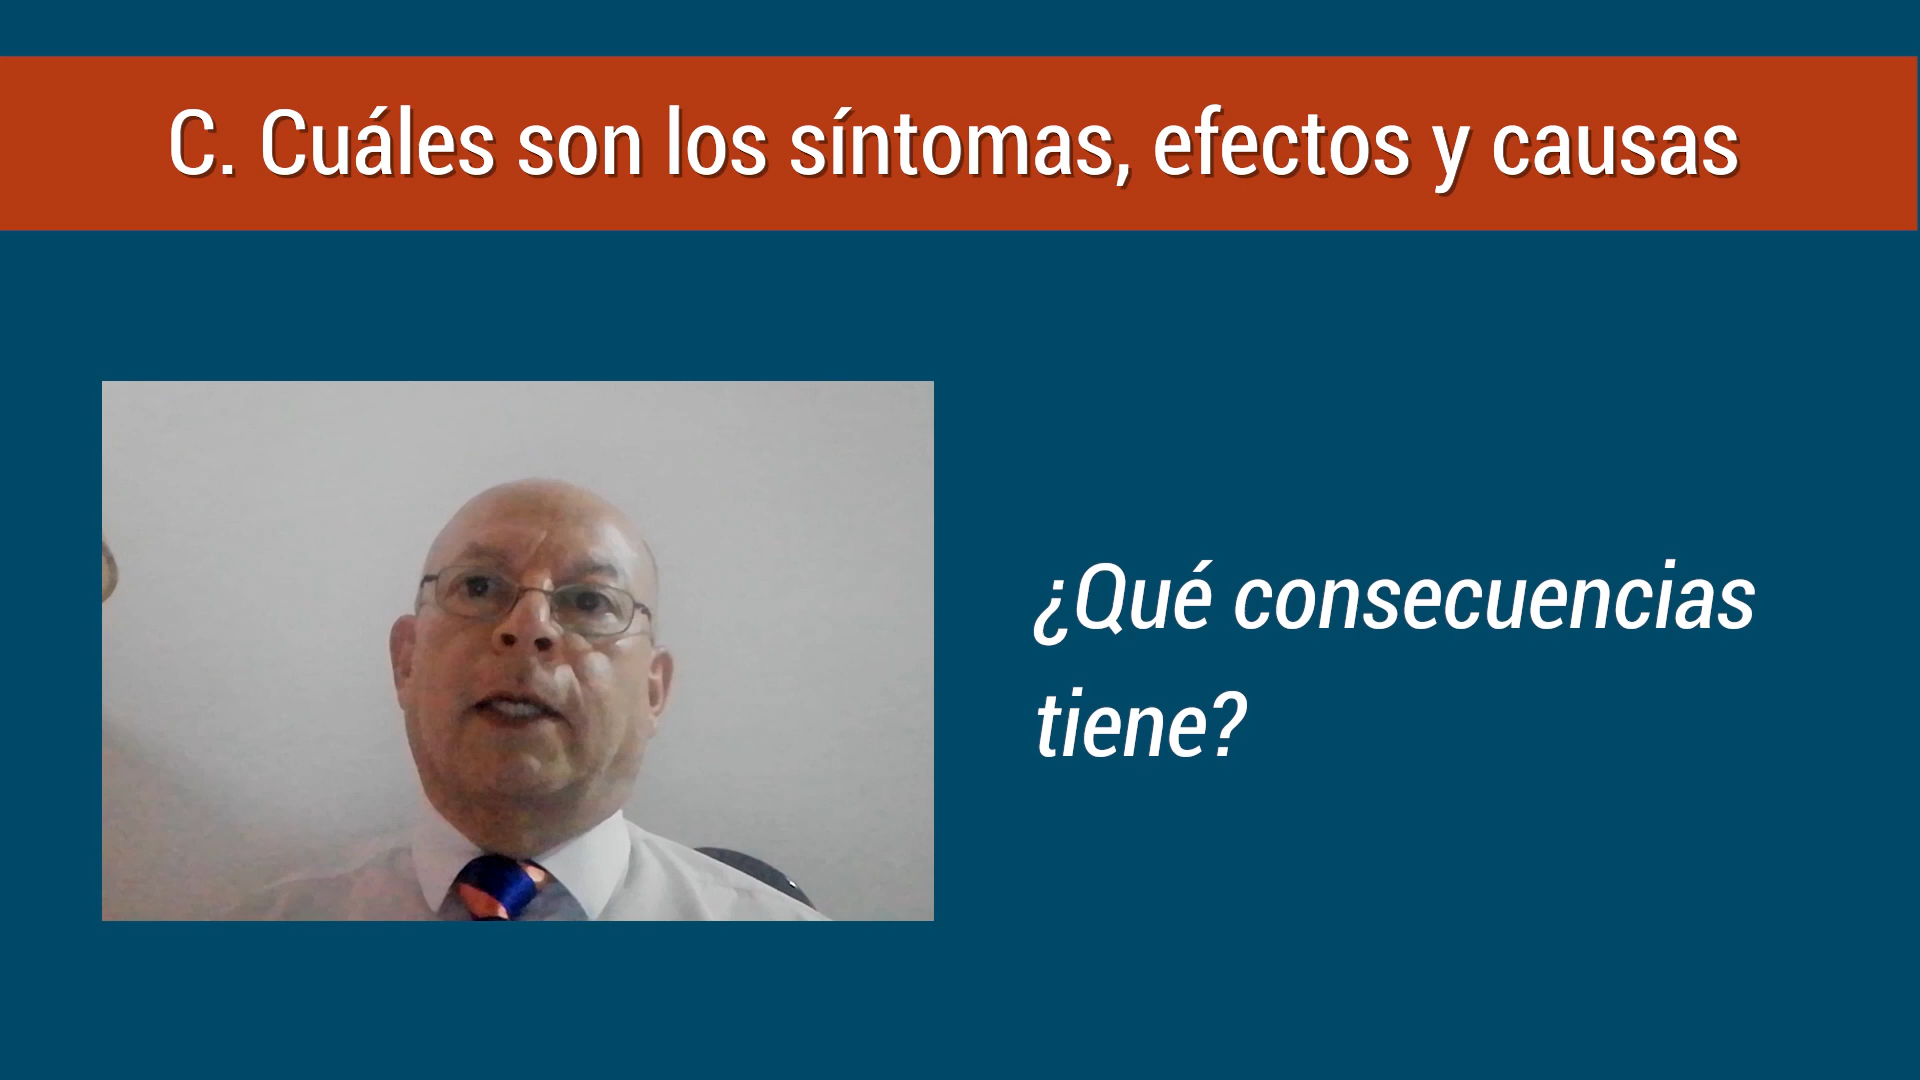 C. Cuáles son los síntomas, efectos y causas
¿Qué consecuencias
tiene?